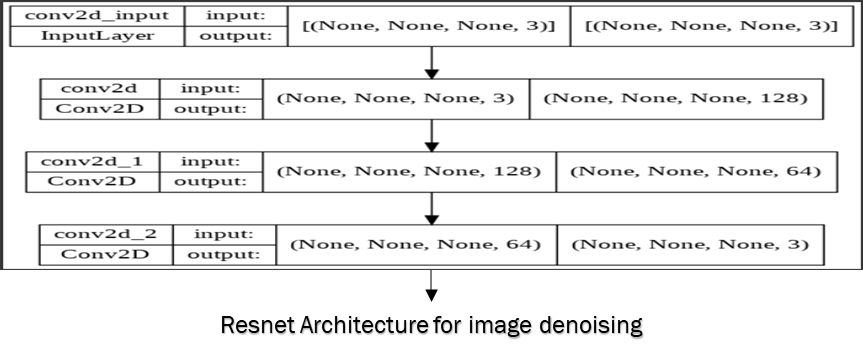 conv2d_input input: [(None, None, None, 3)] [(None, None, None, 3)]
InputLayer output:
conv2d input: (None, None, None, 3) (None, None, None, 128)
Conv2D output:
conv2d_1 input: (None, None, None, 128) (None, None, None, 64)
Conv2D output:
conv2d_2 input: (None, None, None, 64) (None, None, None, 3)
Conv2D output:
Resnet Architecture for image denoising